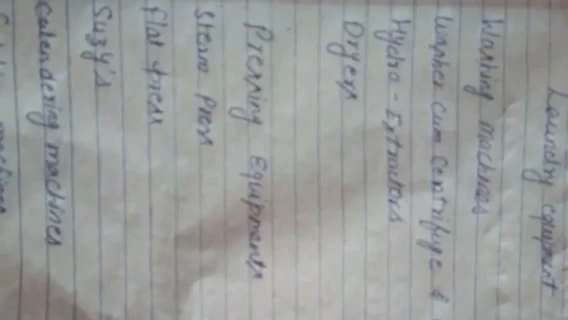 Laundry equipment
Washing machines
Washer cum Centrifuge &
Hydro - Extractors
Dryers
Pressing Equipments
Steam Press
flat press
Suzy's
Calendering machines
machines